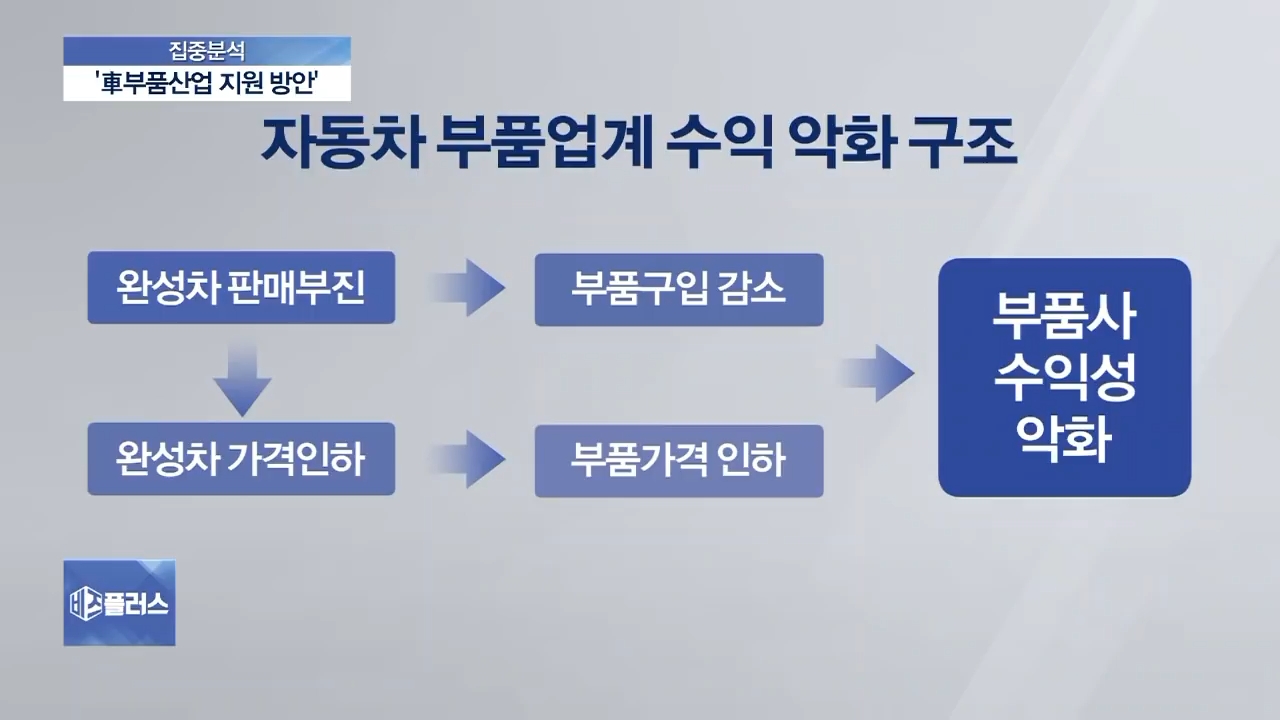 집중분석
'車부품산업 지원 방안'
자동차 부품업계 수익 악화 구조
완성차 판매부진
부품구입 감소
완성차 가격인하
부품가격 인하
부품사
수익성
악화
비즈플러스